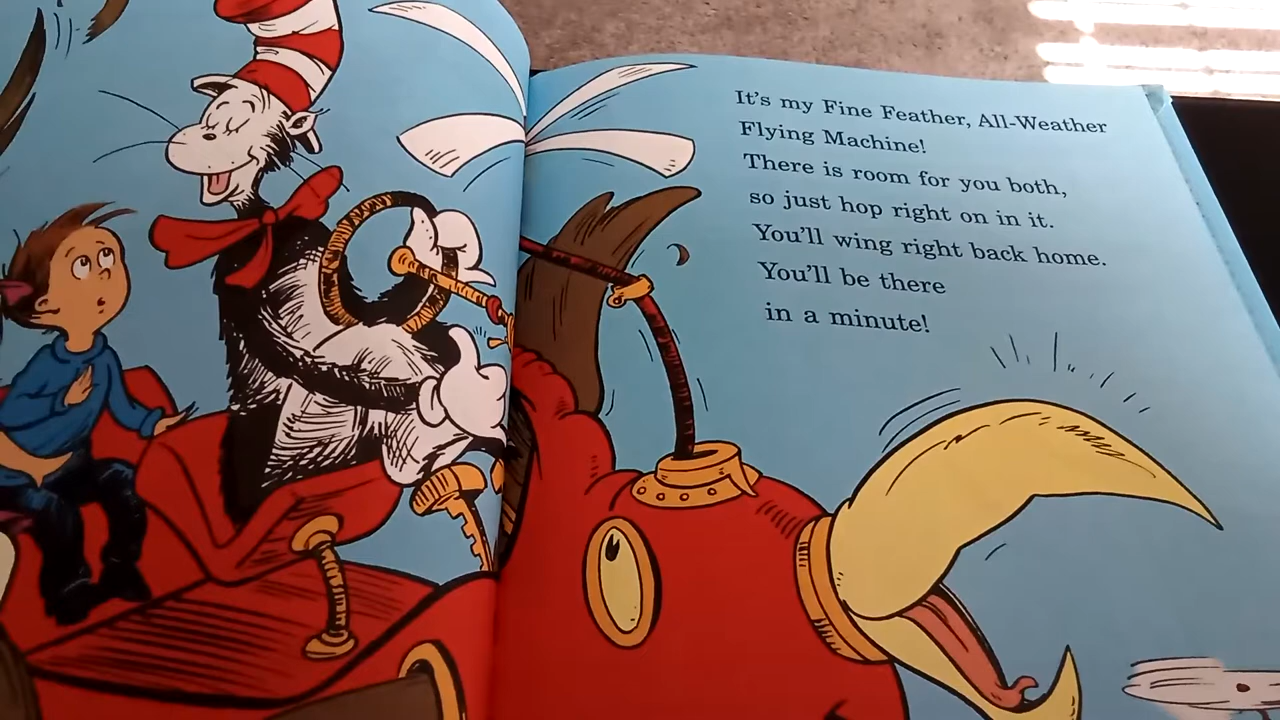 It's my Fine Feather, All-Weather
Flying Machine!
There is room for you both,
so just hop right on in it.
You'll wing right back home.
You'll be there
in a minute!